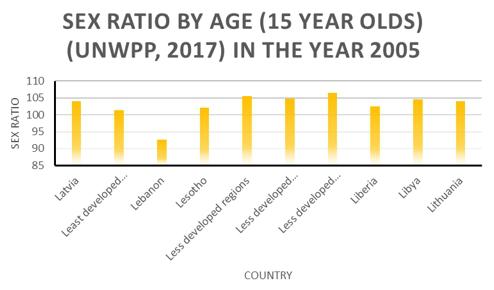 SEX RATIO BY AGE (15 YEAR OLDS)
(UNWPP, 2017) IN THE YEAR 2005
110
105
100
95
90
85
SEX RATIO
Latvia
Least developed...
Lebanon
Lesotho
Less developed regions
Less developed...
Less developed...
Liberia
Libya
Lithuania
COUNTRY